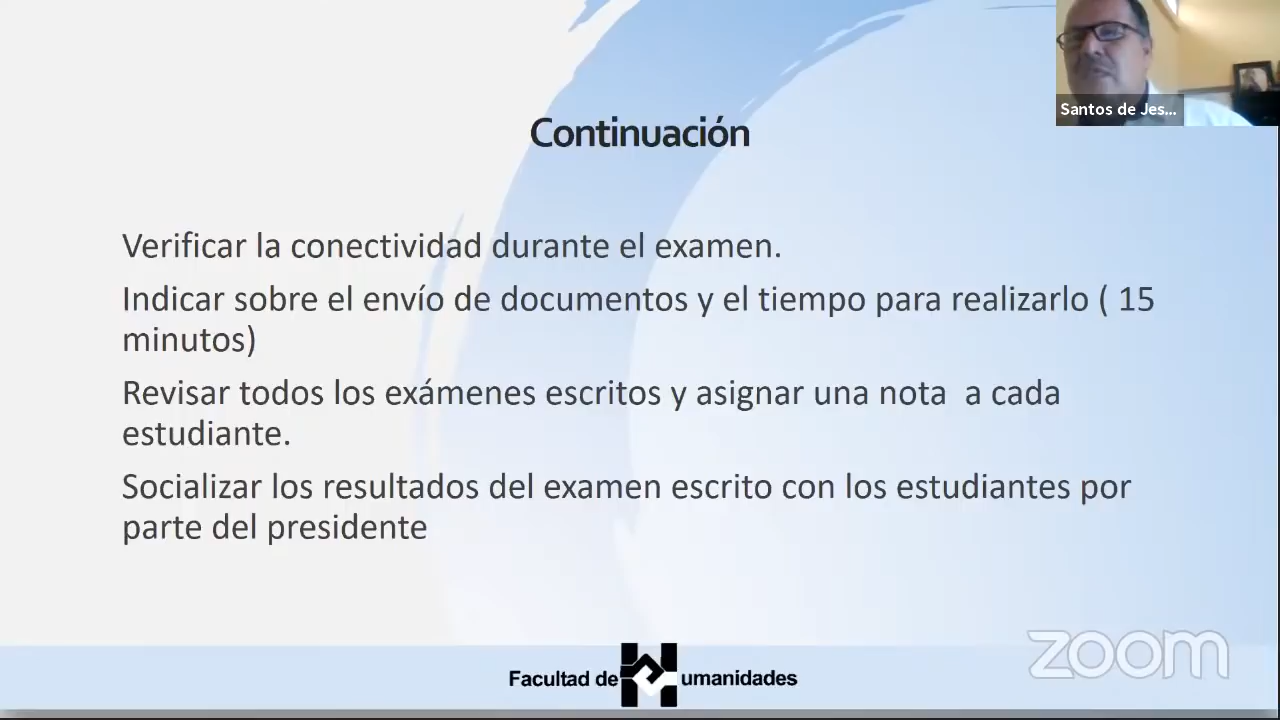 Santos de Jes...
Continuación
Verificar la conectividad durante el examen.
Indicar sobre el envío de documentos y el tiempo para realizarlo ( 15
minutos)
Revisar todos los exámenes escritos y asignar una nota  a cada
estudiante.
Socializar los resultados del examen escrito con los estudiantes por
parte del presidente
zoom
Facultad de Humanidades